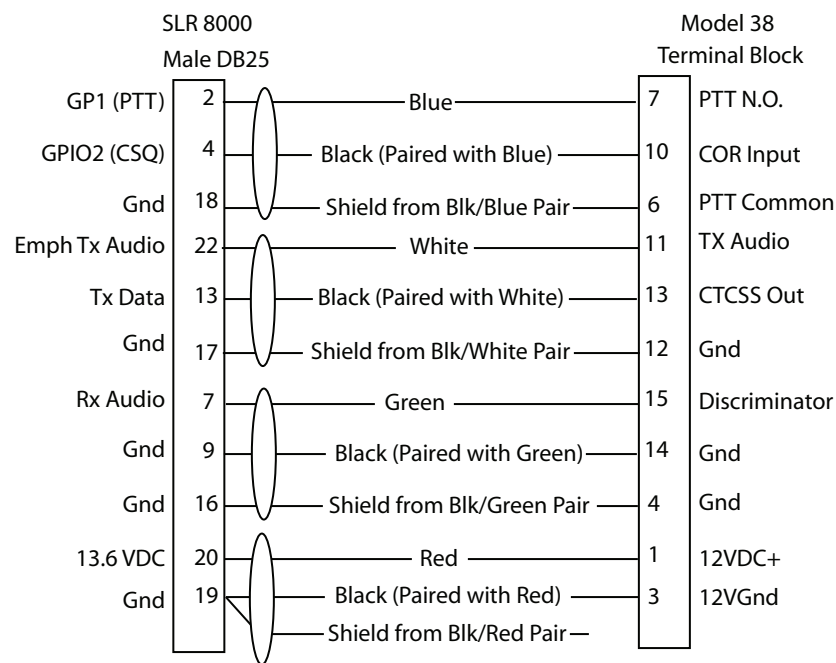 SLR 8000 Model 38
Male DB25 Terminal Block
GP1 (PTT) 2 Blue 7 PTT N.O.
GPIO2 (CSQ) 4 Black (Paired with Blue) 10 COR Input
Gnd 18 Shield from Blk/Blue Pair 6 PTT Common
Emph Tx Audio 22 White 11 TX Audio
Tx Data 13 Black (Paired with White) 13 CTCSS Out
Gnd 17 Shield from Blk/White Pair 12 Gnd
Rx Audio 7 Green 15 Discriminator
Gnd 9 Black (Paired with Green) 14 Gnd
Gnd 16 Shield from Blk/Green Pair 4 Gnd
13.6 VDC 20 Red 1 12VDC+
Gnd 19 Black (Paired with Red) 3 12VGnd
Shield from Blk/Red Pair